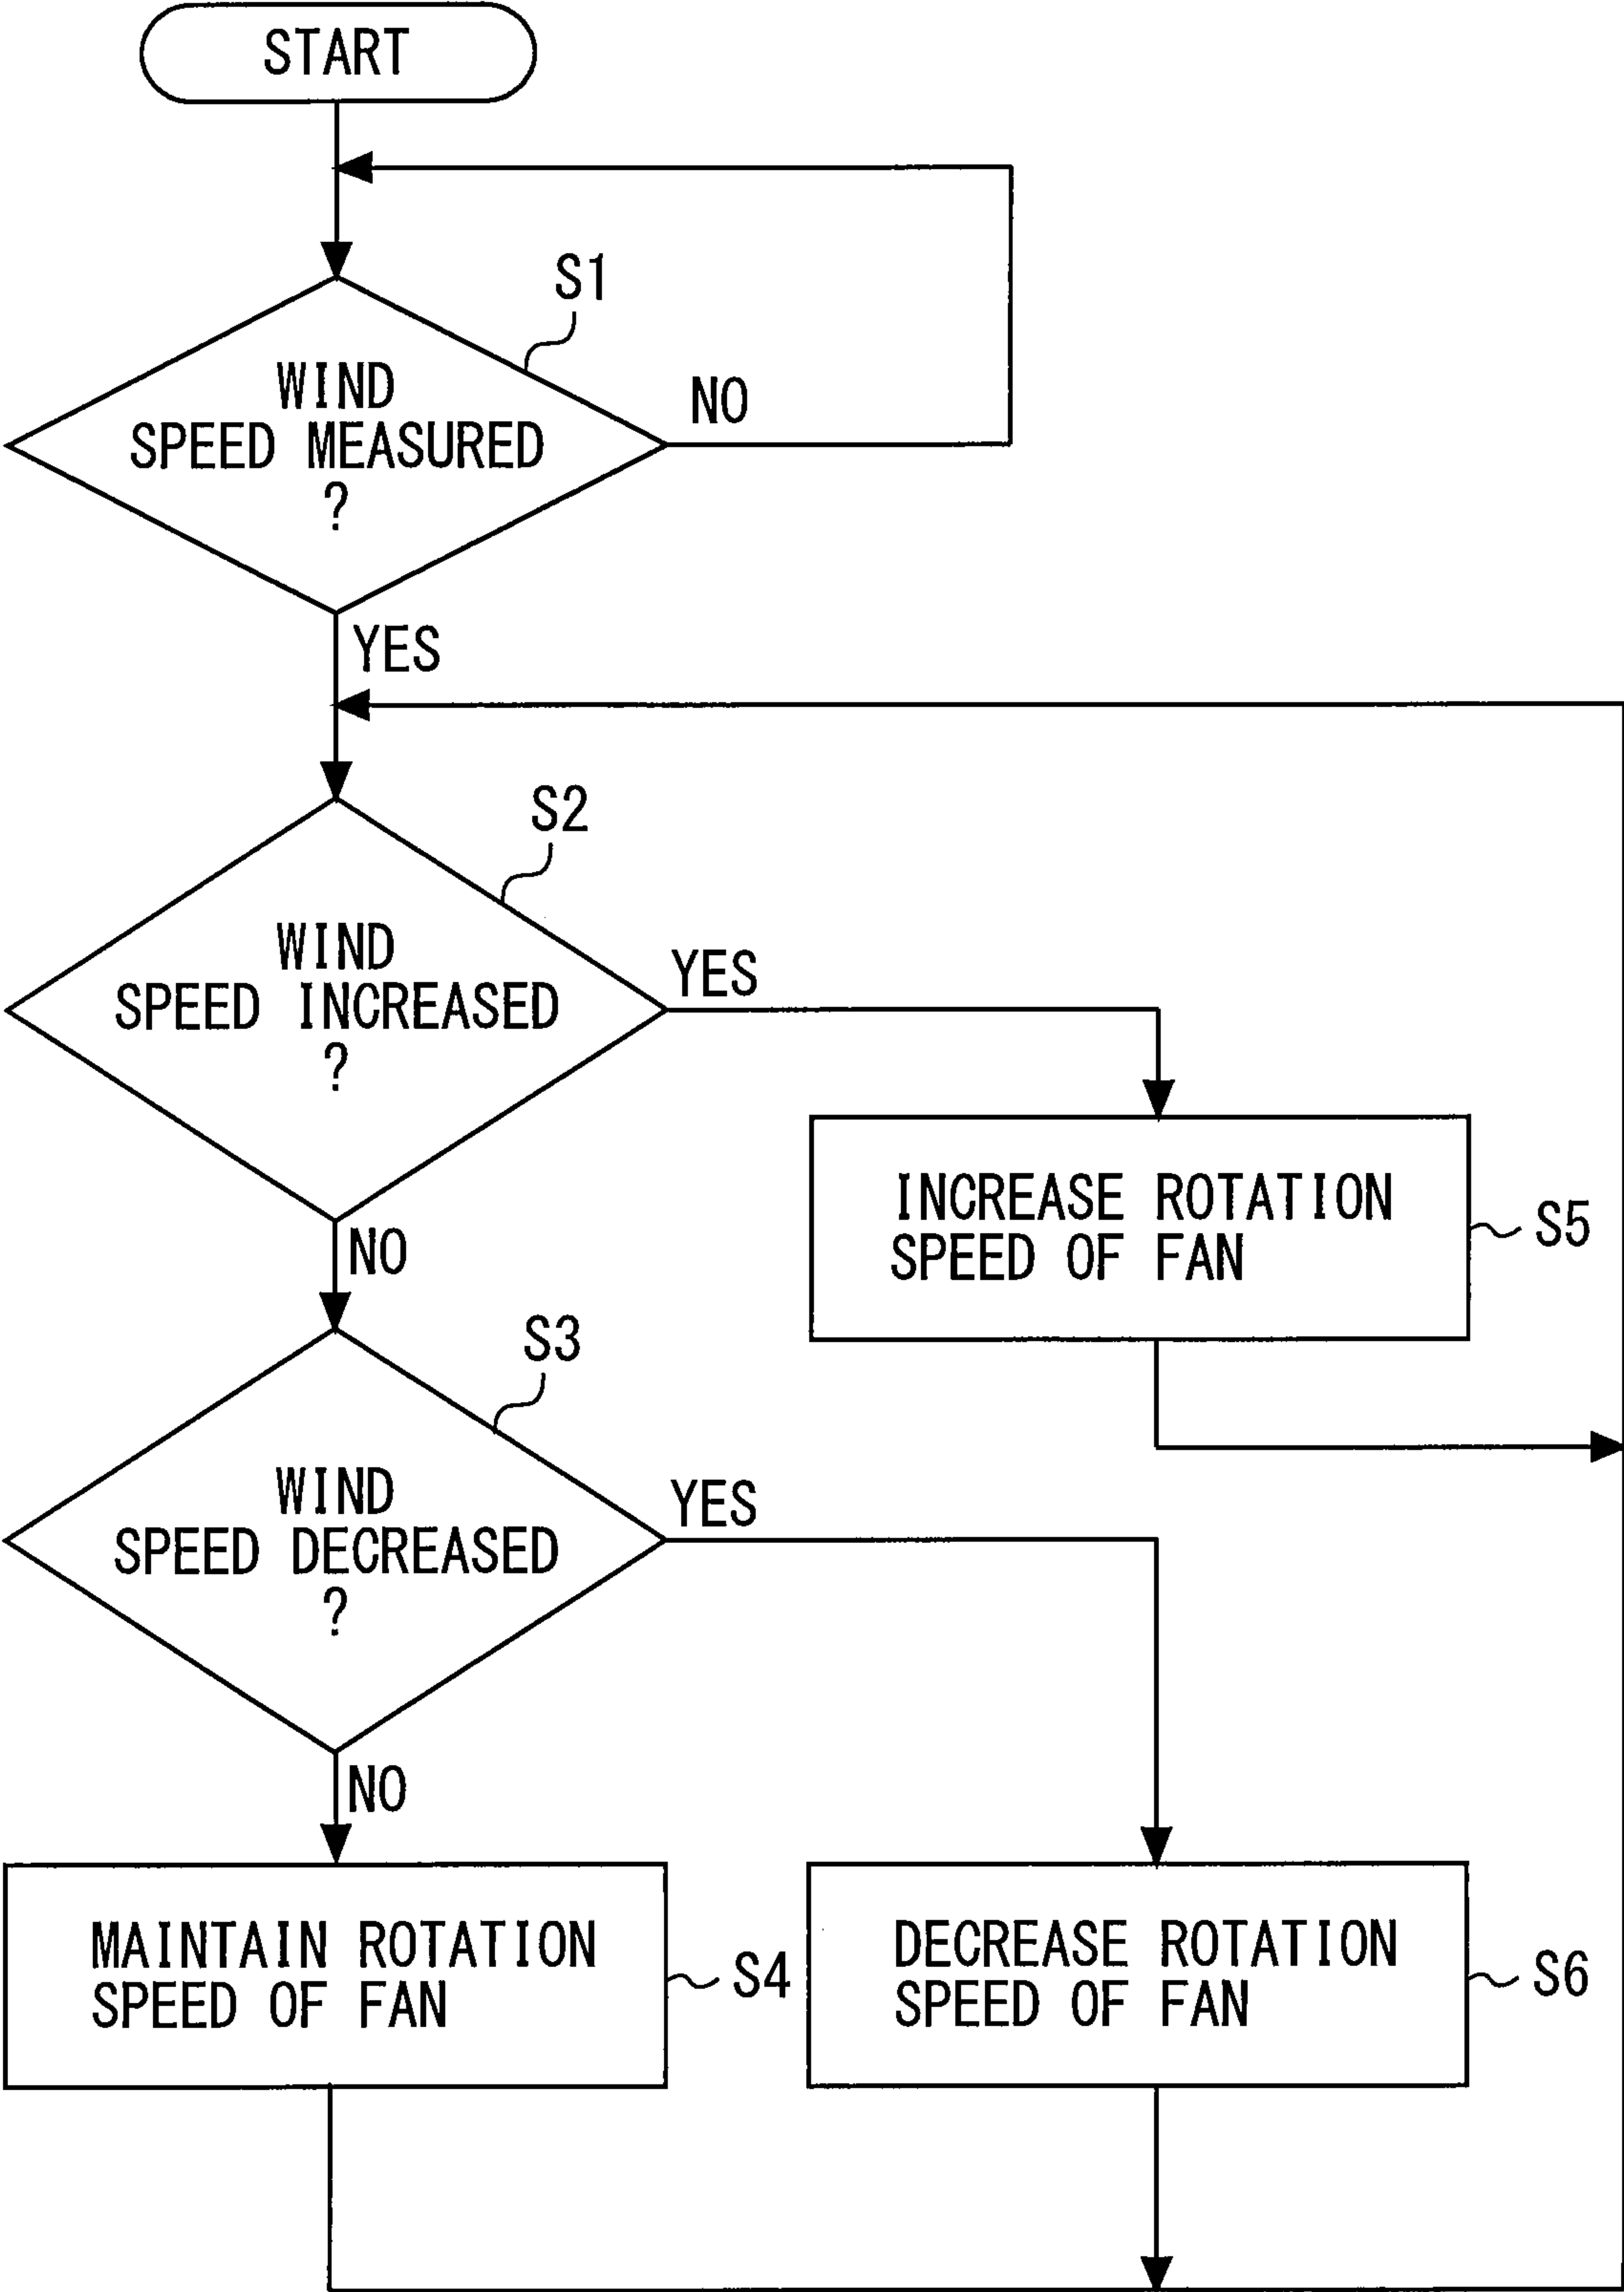 START
S1
WIND
SPEED MEASURED
?
NO
YES
S2
WIND
SPEED INCREASED
?
YES
INCREASE ROTATION
SPEED OF FAN
S5
NO
S3
WIND
SPEED DECREASED
?
YES
NO
MAINTAIN ROTATION
SPEED OF FAN
S4
DECREASE ROTATION
SPEED OF FAN
S6